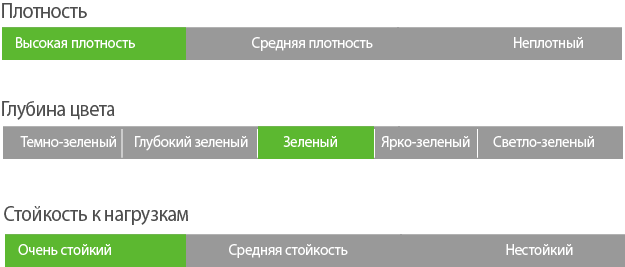 Плотность
Высокая плотность Средняя плотность Неплотный
Глубина цвета
Темно-зеленый Глубокий зеленый Зеленый Ярко-зеленый Светло-зеленый
Стойкость к нагрузкам
Очень стойкий Средняя стойкость Нестойкий